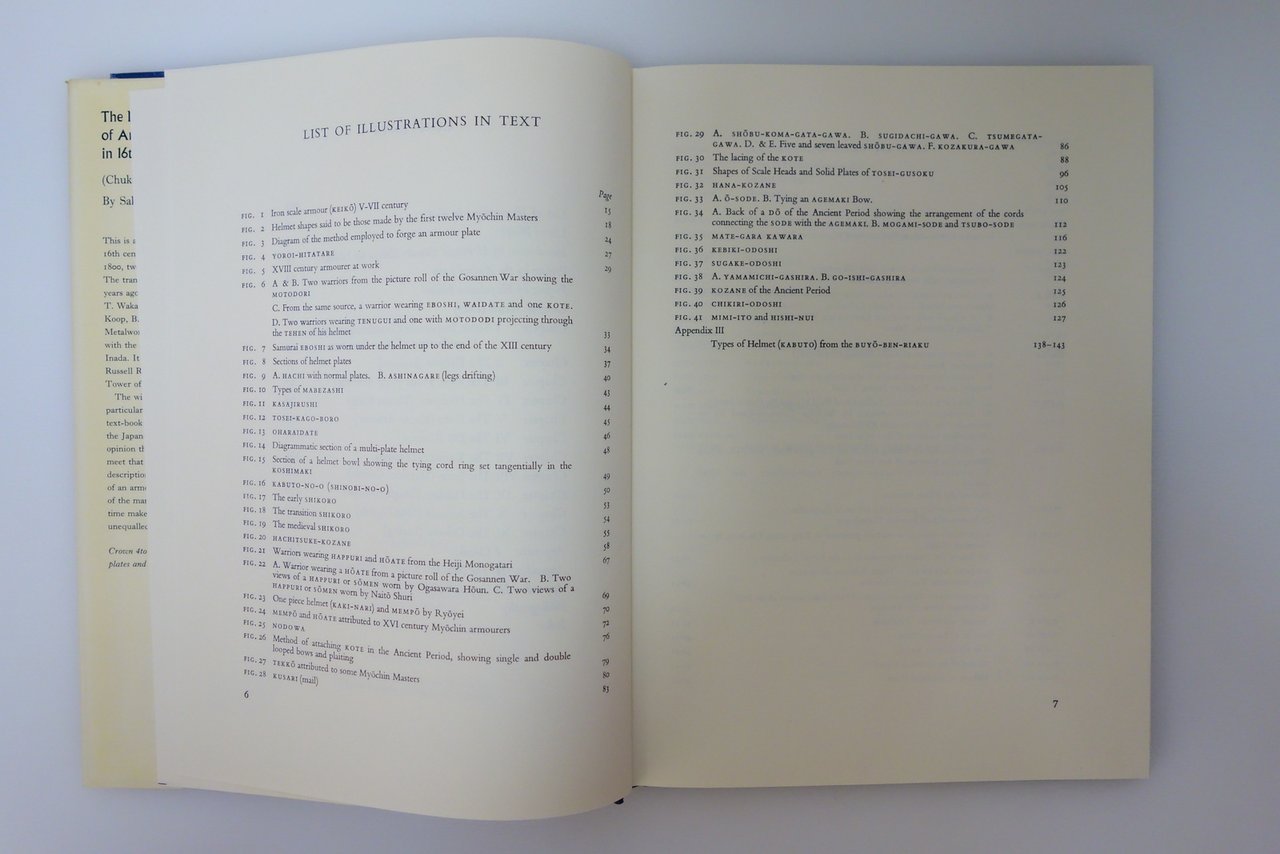 The
of
in 16t
(Chuk
By Sal
This is a
16th cen
1800, tw
The tran
years ago
T. Waka
Koop, B.
Metalwo
with the
Inada. It
Russell R
Tower of
The wi
particular
text-book
the Japan
opinion th
meet that
descriptio
of an arm
of the ma
time make
unequalle
Crown 4to
plates and
LIST OF ILLUSTRATIONS IN TEXT
Page
FIG. 1 Iron scale armour (KEIKŌ) V-VII century 15
FIG. 2 Helmet shapes said to be those made by the first twelve Myōchin Masters 18
FIG. 3 Diagram of the method employed to forge an armour plate 24
FIG. 4 YOROI-HITATARE 27
FIG. 5 XVIII century armourer at work 29
FIG. 6 A & B. Two warriors from the picture roll of the Gosannen War showing the
MOTODORI
C. From the same source, a warrior wearing EBOSHI, WAIDATE and one KOTE.
D. Two warriors wearing TENUGUI and one with MOTODODI projecting through
the TEHEN of his helmet 33
FIG. 7 Samurai EBOSHI as worn under the helmet up to the end of the XIII century 34
FIG. 8 Sections of helmet plates 37
FIG. 9 A. HACHI with normal plates. B. ASHINAGARE (legs drifting) 40
FIG. 10 Types of MABEZASHI 43
FIG. 11 KASAJIRUSHI 44
FIG. 12 TOSEI-KAGO-BORO 45
FIG. 13 OHARAIDATE 46
FIG. 14 Diagrammatic section of a multi-plate helmet 48
FIG. 15 Section of a helmet bowl showing the tying cord ring set tangentially in the
KOSHIMAKI 49
FIG. 16 KABUTO-NO-O (SHINOBI-NO-O) 50
FIG. 17 The early SHIKORO 53
FIG. 18 The transition SHIKORO 54
FIG. 19 The medieval SHIKORO 55
FIG. 20 HACHITSUKE-KOZANE 58
FIG. 21 Warriors wearing HAPPURI and HŌATE from the Heiji Monogatari 67
FIG. 22 A. Warrior wearing a HŌATE from a picture roll of the Gosannen War. B. Two
views of a HAPPURI or SŌMEN worn by Ogasawara Hōun. C. Two views of a
HAPPURI or SŌMEN worn by Naitō Shuri 69
FIG. 23 One piece helmet (KAKI-NARI) and MEMPŌ by Ryōyei 70
FIG. 24 MEMPŌ and HŌATE attributed to XVI century Myōchin armourers 72
FIG. 25 NODOWA 76
FIG. 26 Method of attaching KOTE in the Ancient Period, showing single and double
looped bows and plaiting 79
FIG. 27 TEKKŌ attributed to some Myōchin Masters 80
FIG. 28 KUSARI (mail) 83
6
FIG. 29 A. SHŌBU-KOMA-GATA-GAWA. B. SUGIDACHI-GAWA. C. TSUMEGATA-
GAWA. D. & E. Five and seven leaved SHŌBU-GAWA. F. KOZAKURA-GAWA 86
FIG. 30 The lacing of the KOTE 88
FIG. 31 Shapes of Scale Heads and Solid Plates of TOSEI-GUSOKU 96
FIG. 32 HANA-KOZANE 105
FIG. 33 A. Ō-SODE. B. Tying an AGEMAKI Bow. 110
FIG. 34 A. Back of a DŌ of the Ancient Period showing the arrangement of the cords
connecting the SODE with the AGEMAKI. B. MOGAMI-SODE and TSUBO-SODE 112
FIG. 35 MATE-GARA KAWARA 116
FIG. 36 KEBIKI-ODOSHI 122
FIG. 37 SUGAKE-ODOSHI 123
FIG. 38 A. YAMAMICHI-GASHIRA. B. GO-ISHI-GASHIRA 124
FIG. 39 KOZANE of the Ancient Period 125
FIG. 40 CHIKIRI-ODOSHI 126
FIG. 41 MIMI-ITO and HISHI-NUI 127
Appendix III
Types of Helmet (KABUTO) from the BUYŌ-BEN-RIAKU 138-143
7